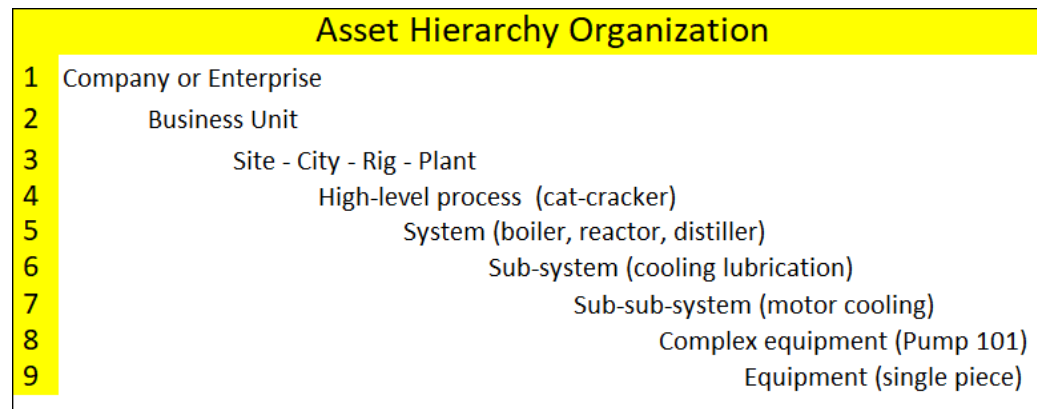 Asset Hierarchy Organization
1 Company or Enterprise
2 Business Unit
3 Site - City - Rig - Plant
4 High-level process (cat-cracker)
5 System (boiler, reactor, distiller)
6 Sub-system (cooling lubrication)
7 Sub-sub-system (motor cooling)
8 Complex equipment (Pump 101)
9 Equipment (single piece)